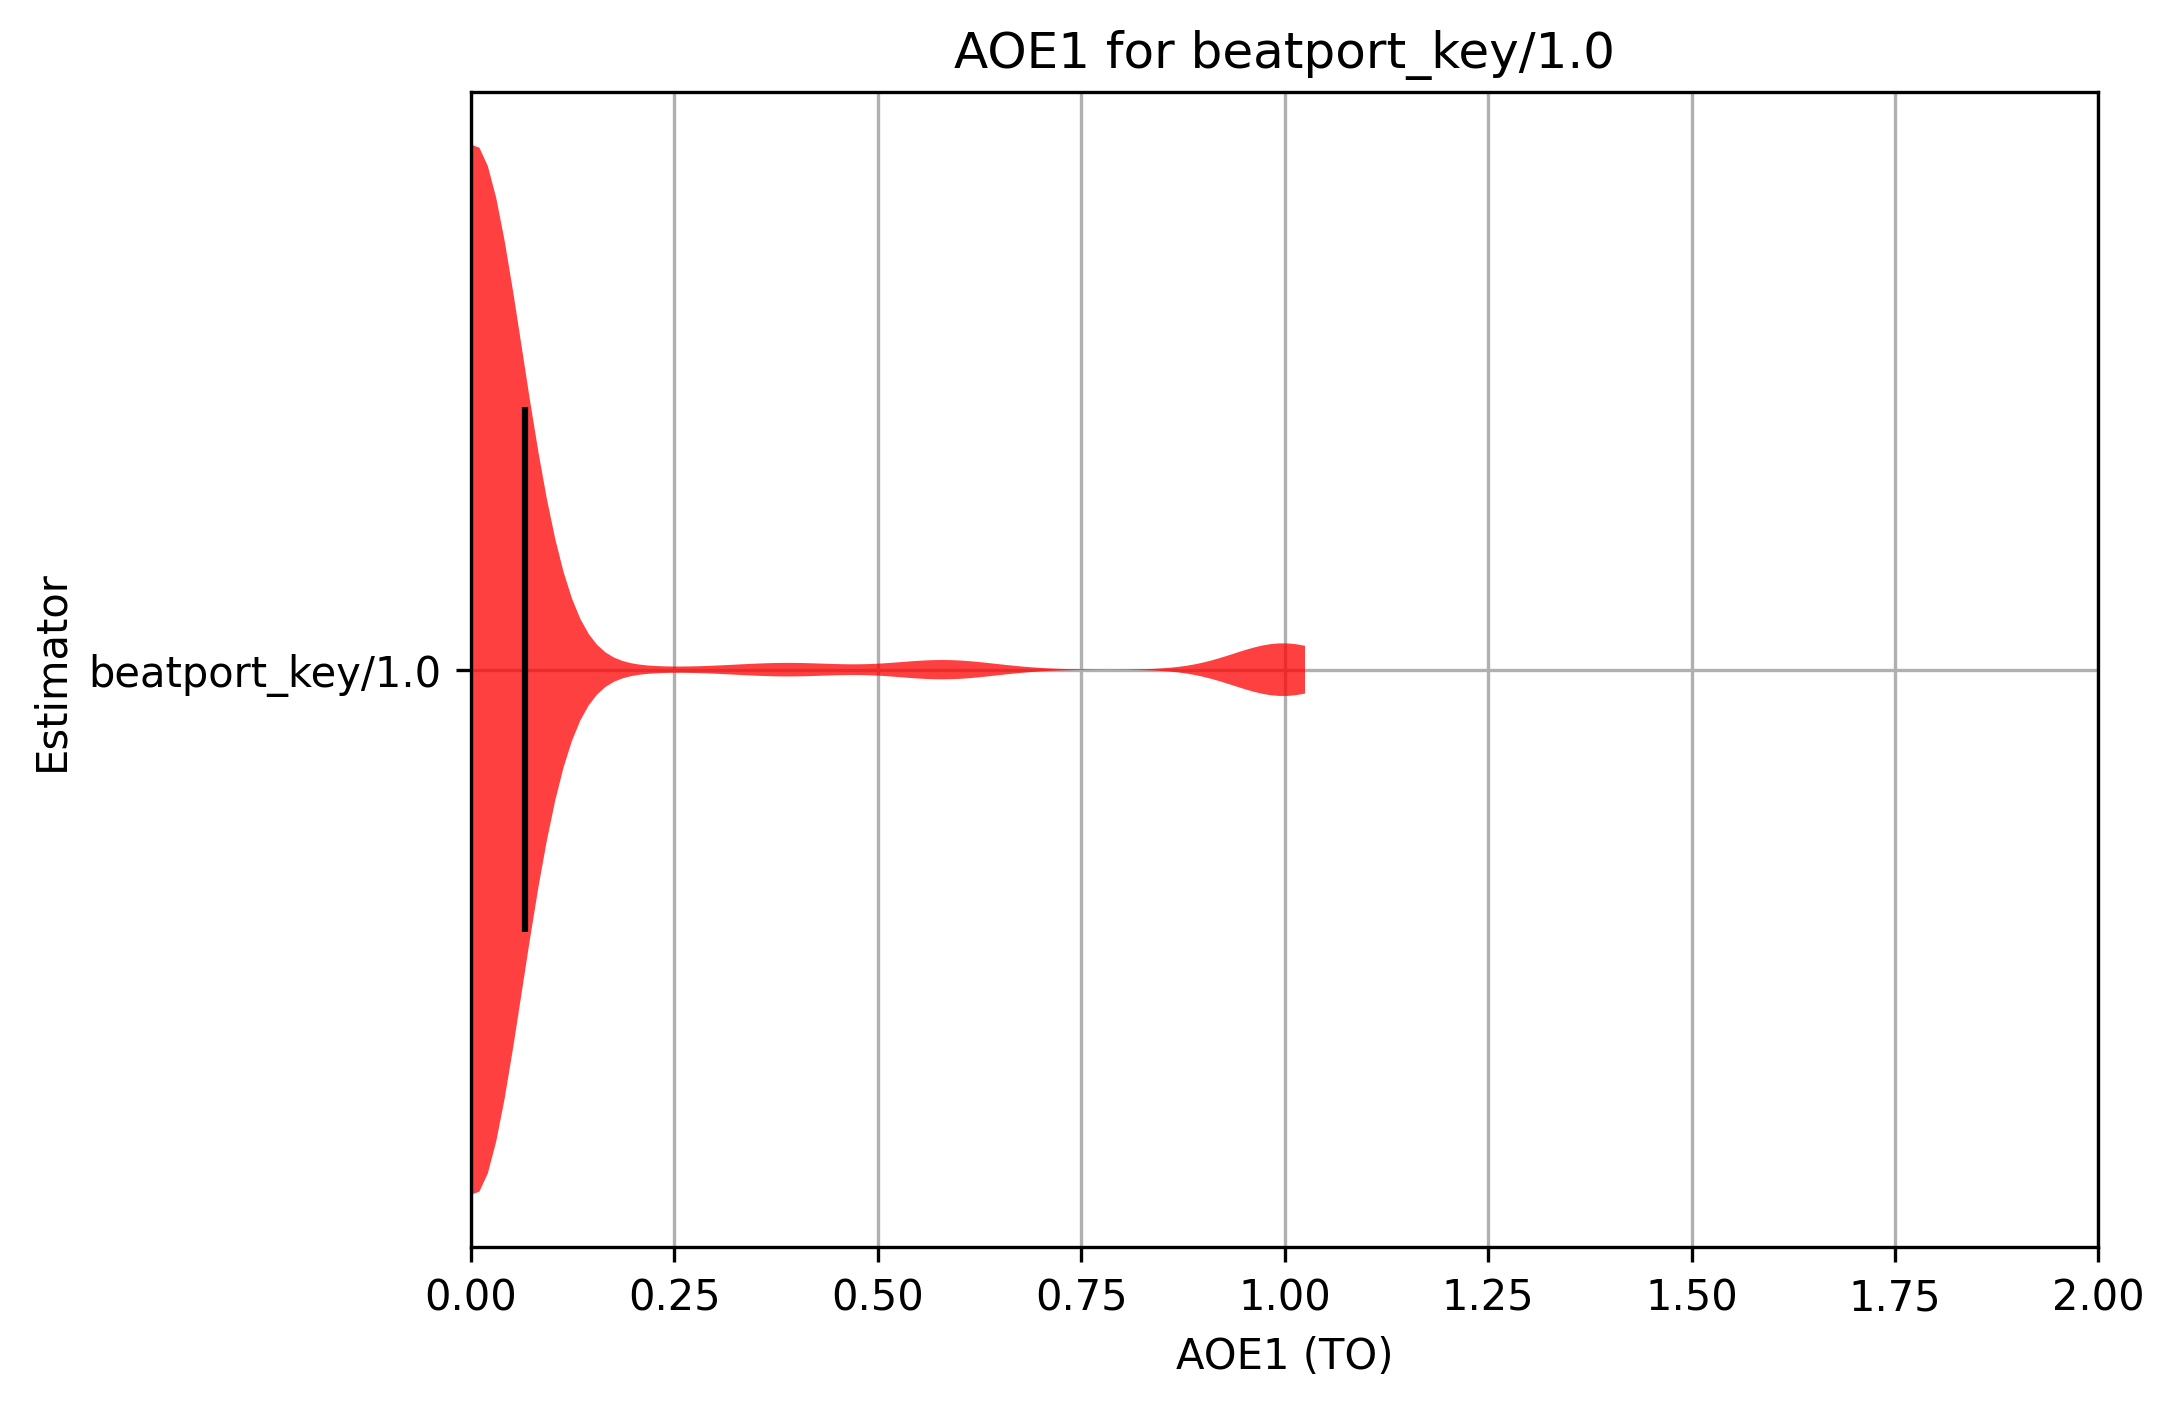 AOE1 for beatport_key/1.0
Estimator
beatport_key/1.0
0.00 0.25 0.50 0.75 1.00 1.25 1.50 1.75 2.00
AOE1 (TO)